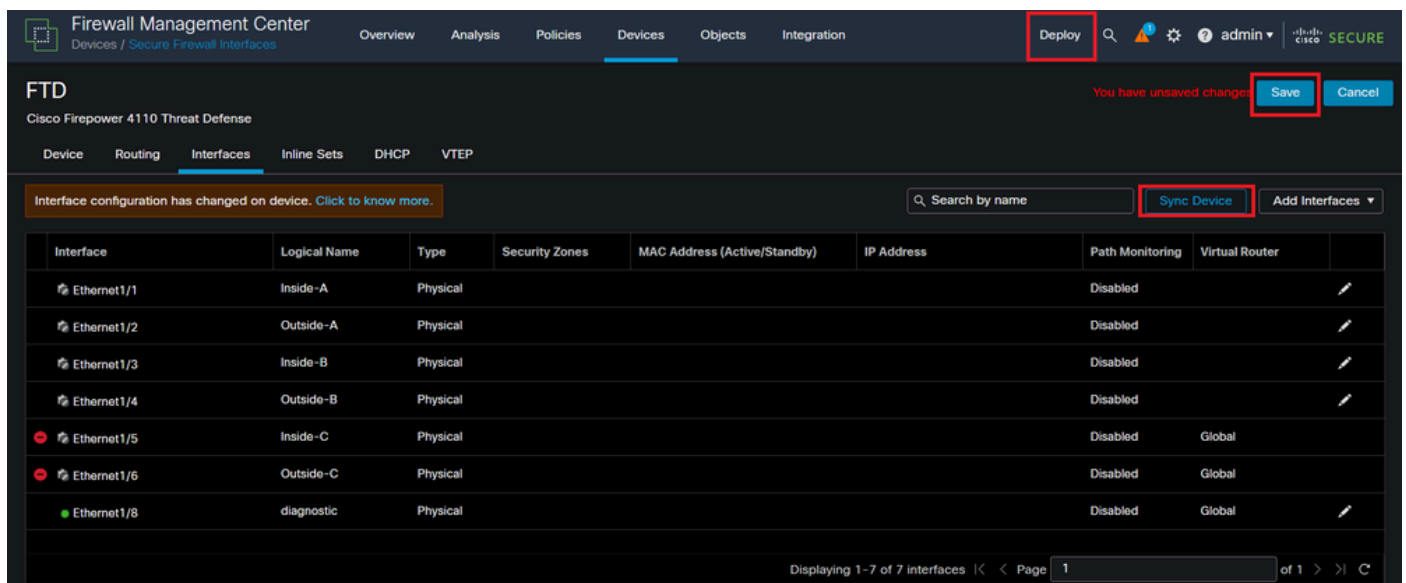 Firewall Management Center
Devices / Secure Firewall Interfaces
Overview Analysis Policies Devices Objects Integration Deploy 1 admin cisco SECURE
FTD
You have unsaved changes Save Cancel
Cisco Firepower 4110 Threat Defense
Device Routing Interfaces Inline Sets DHCP VTEP
Interface configuration has changed on device. Click to know more. Search by name Sync Device Add Interfaces
Interface Logical Name Type Security Zones MAC Address (Active/Standby) IP Address Path Monitoring Virtual Router
Ethernet1/1 Inside-A Physical Disabled
Ethernet1/2 Outside-A Physical Disabled
Ethernet1/3 Inside-B Physical Disabled
Ethernet1/4 Outside-B Physical Disabled
Ethernet1/5 Inside-C Physical Disabled Global
Ethernet1/6 Outside-C Physical Disabled Global
Ethernet1/8 diagnostic Physical Disabled Global
Displaying 1-7 of 7 interfaces |< < Page 1 of 1 > >| C